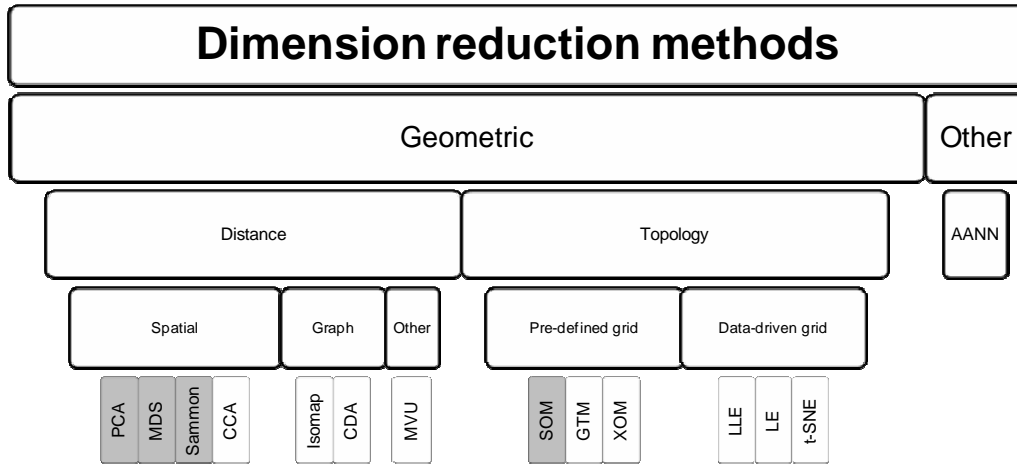 Dimension reduction methods
Geometric
Other
Distance
Topology
AANN
Spatial
Graph
Other
Pre-defined grid
Data-driven grid
PCA
MDS
Sammon
CCA
Isomap
CDA
MVU
SOM
GTM
XOM
LLE
LE
t-SNE